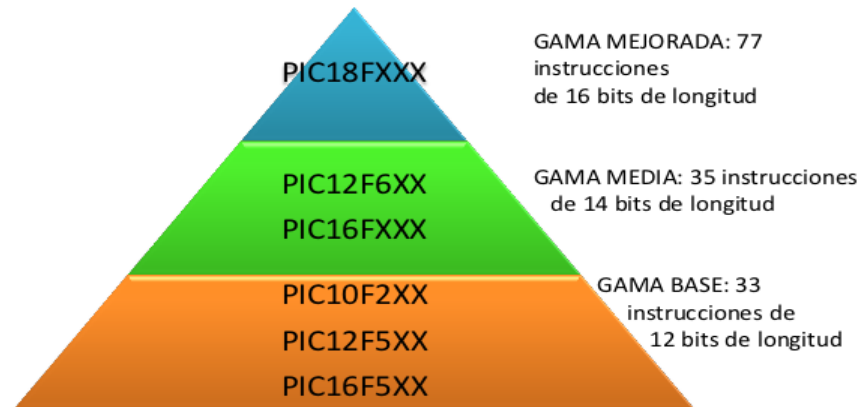 PIC18FXXX
GAMA MEJORADA: 77
instrucciones
de 16 bits de longitud
PIC12F6XX
PIC16FXXX
GAMA MEDIA: 35 instrucciones
de 14 bits de longitud
PIC10F2XX
PIC12F5XX
PIC16F5XX
GAMA BASE: 33
instrucciones de
12 bits de longitud